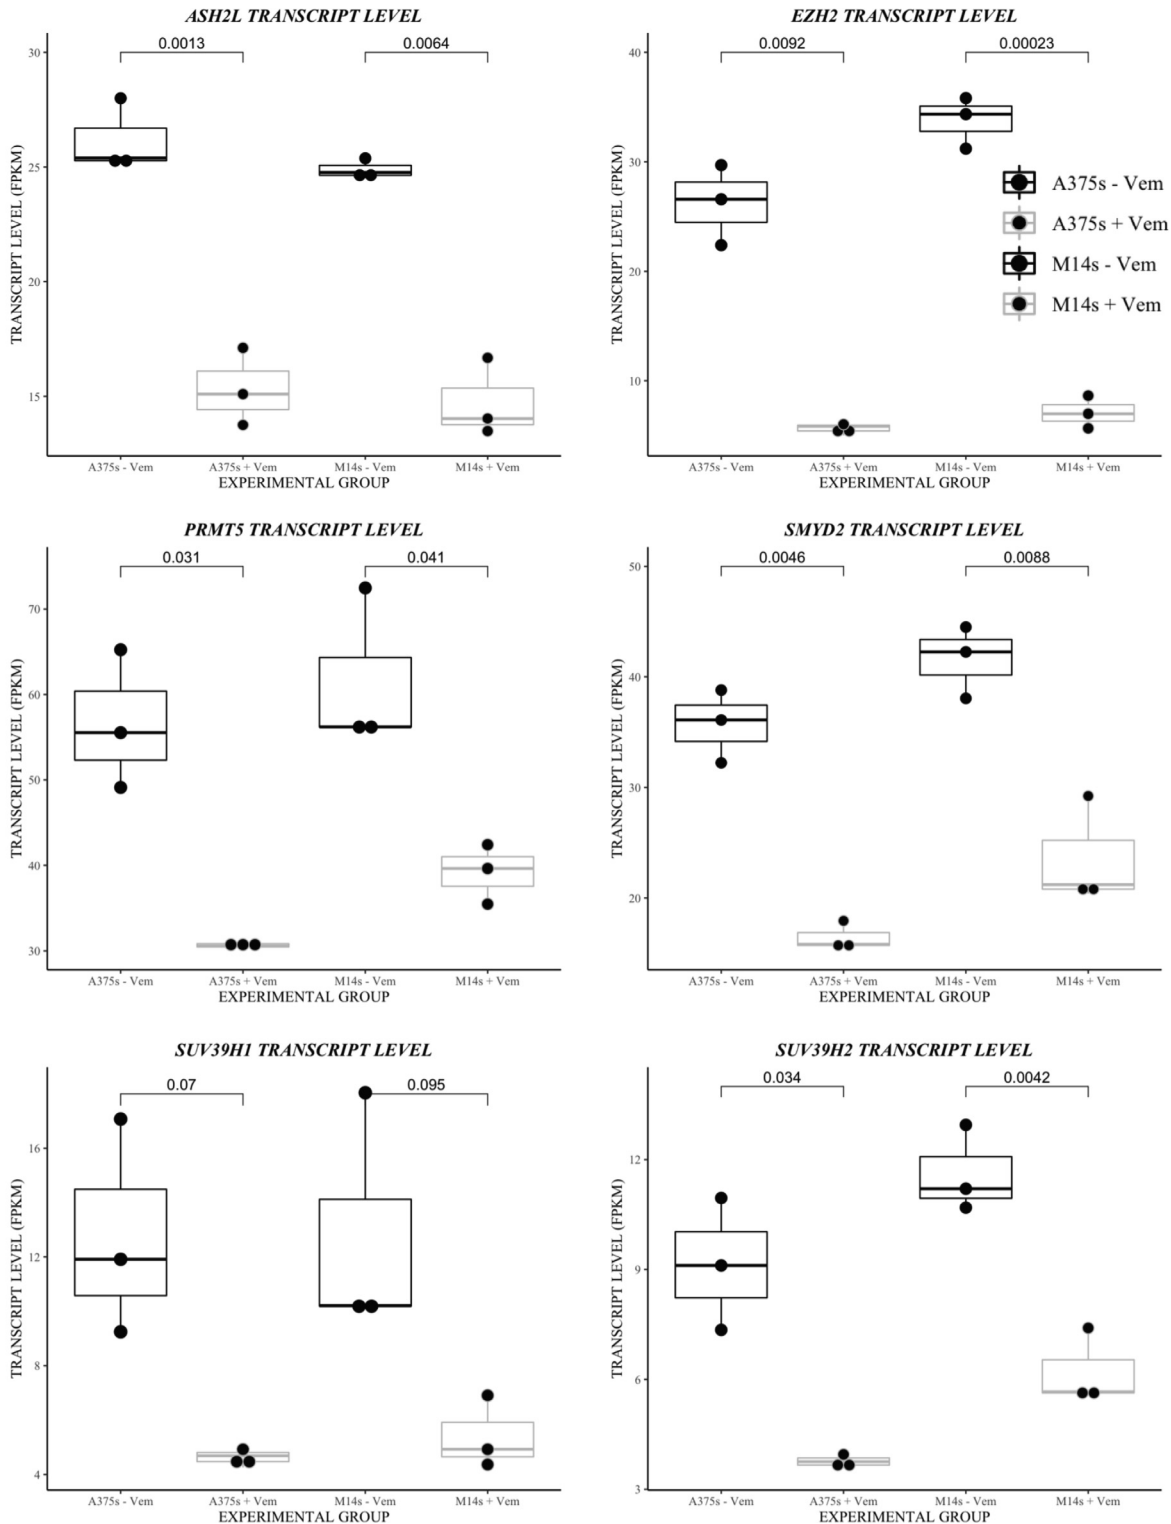 ASH2L TRANSCRIPT LEVEL
0.0013
0.0064
30
25
20
15
TRANSCRIPT LEVEL (FPKM)
A375s - Vem
A375s + Vem
M14s - Vem
M14s + Vem
EXPERIMENTAL GROUP
EZH2 TRANSCRIPT LEVEL
0.0092
0.00023
40
30
20
10
TRANSCRIPT LEVEL (FPKM)
A375s - Vem
A375s + Vem
M14s - Vem
M14s + Vem
A375s - Vem
A375s + Vem
M14s - Vem
M14s + Vem
EXPERIMENTAL GROUP
PRMT5 TRANSCRIPT LEVEL
0.031
0.041
70
60
50
40
30
TRANSCRIPT LEVEL (FPKM)
A375s - Vem
A375s + Vem
M14s - Vem
M14s + Vem
EXPERIMENTAL GROUP
SMYD2 TRANSCRIPT LEVEL
0.0046
0.0088
50
40
30
20
TRANSCRIPT LEVEL (FPKM)
A375s - Vem
A375s + Vem
M14s - Vem
M14s + Vem
EXPERIMENTAL GROUP
SUV39H1 TRANSCRIPT LEVEL
0.07
0.095
16
12
8
4
TRANSCRIPT LEVEL (FPKM)
A375s - Vem
A375s + Vem
M14s - Vem
M14s + Vem
EXPERIMENTAL GROUP
SUV39H2 TRANSCRIPT LEVEL
0.034
0.0042
12
9
6
3
TRANSCRIPT LEVEL (FPKM)
A375s - Vem
A375s + Vem
M14s - Vem
M14s + Vem
EXPERIMENTAL GROUP